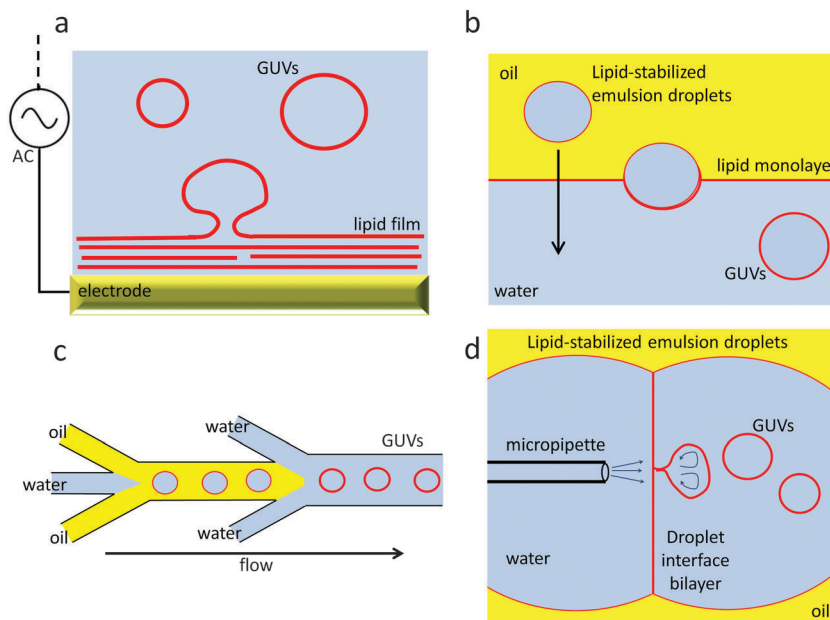 a
GUVs
AC
lipid film
electrode
b
oil
Lipid-stabilized
emulsion droplets
lipid monolaye
GUVs
water
c
oil
water
GUVs
water
oil
water
flow
d
Lipid-stabilized emulsion droplets
GUVs
micropipette
water
Droplet
interface
bilayer
oil